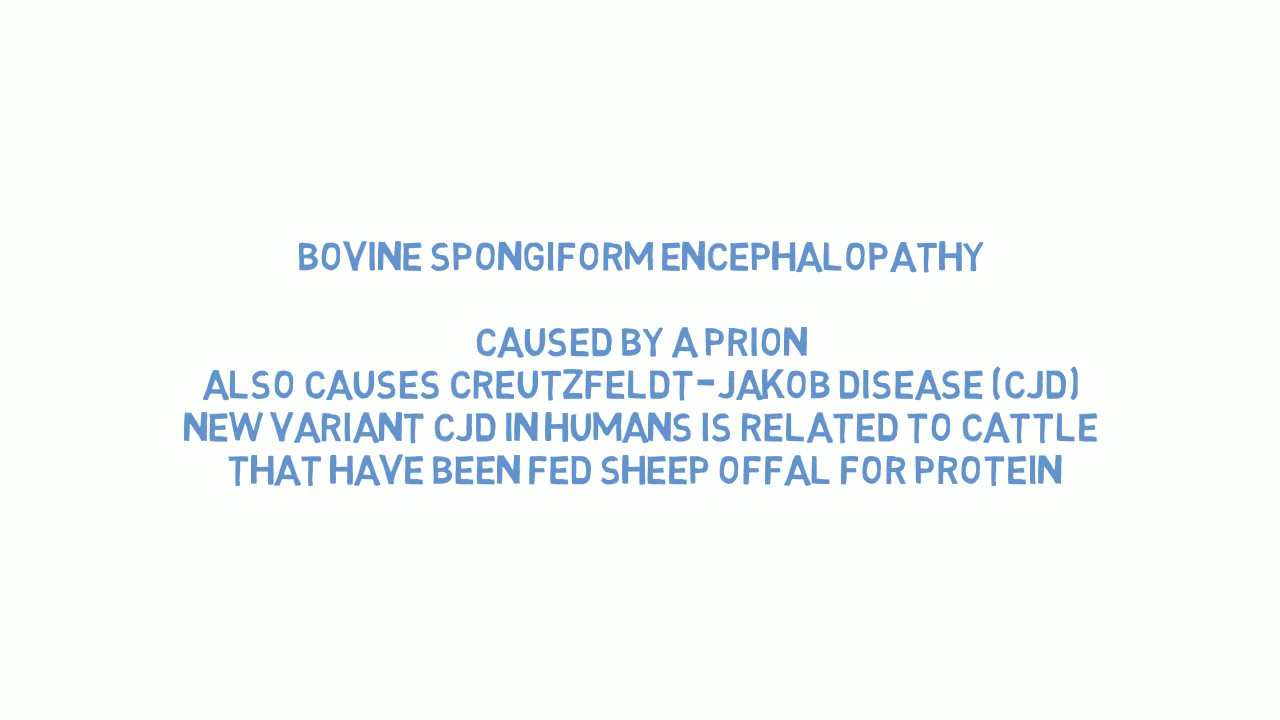 BOVINE SPONGIFORM ENCEPHALOPATHY
CAUSED BY A PRION
ALSO CAUSES CREUTZFELDT-JAKOB DISEASE (CJD)
NEW VARIANT CJD IN HUMANS IS RELATED TO CATTLE
THAT HAVE BEEN FED SHEEP OFFAL FOR PROTEIN